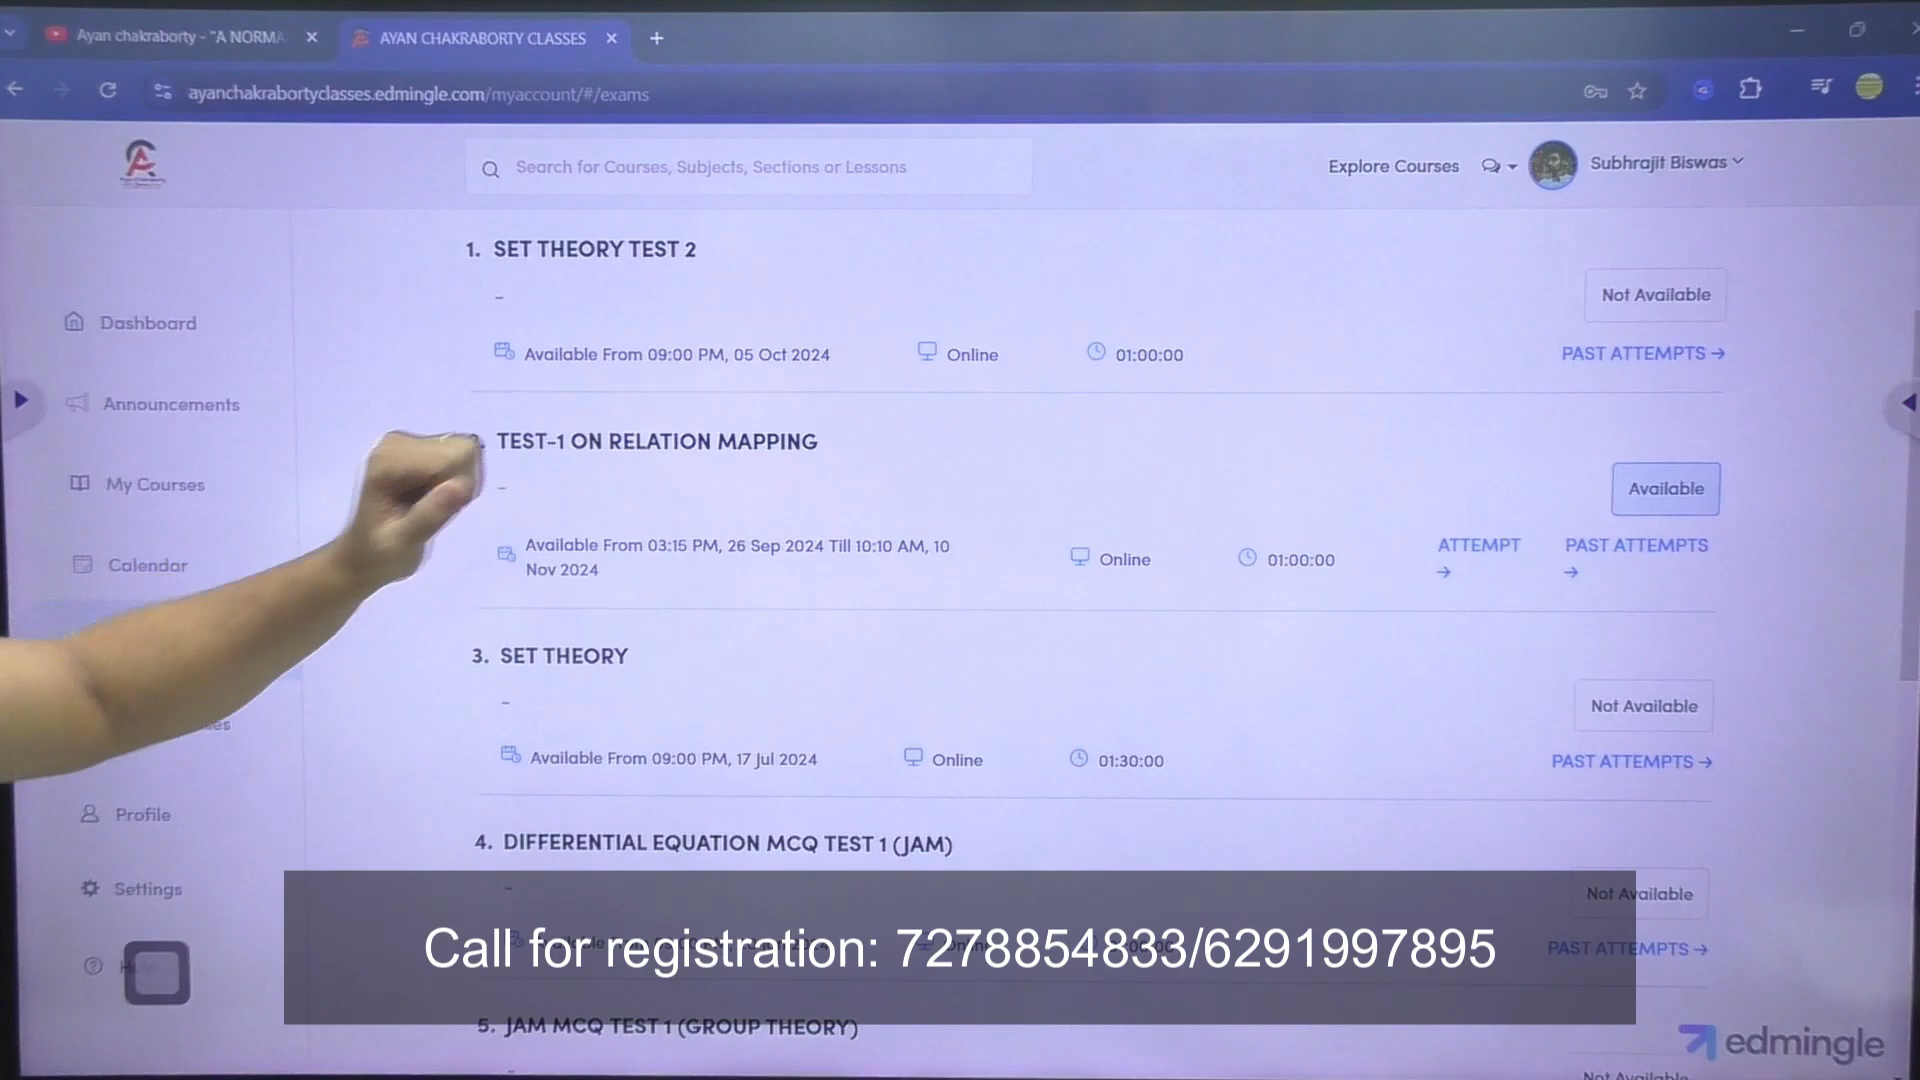 Ayan chakraborty - "A NORMA
AYAN CHAKRABORTY CLASSES
ayanchakrabortyclasses.edmingle.com/myaccount/#/exams
Search for Courses, Subjects, Sections or Lessons
Explore Courses
Subhrajit Biswas
Dashboard
Announcements
My Courses
Calendar
Profile
Settings
1. SET THEORY TEST 2
-
Not Available
Available From 09:00 PM, 05 Oct 2024
Online
01:00:00
PAST ATTEMPTS →
TEST-1 ON RELATION MAPPING
-
Available
Available From 03:15 PM, 26 Sep 2024 Till 10:10 AM, 10
Nov 2024
Online
01:00:00
ATTEMPT
→
PAST ATTEMPTS
→
3. SET THEORY
-
Not Available
Available From 09:00 PM, 17 Jul 2024
Online
01:30:00
PAST ATTEMPTS →
4. DIFFERENTIAL EQUATION MCQ TEST 1 (JAM)
-
Not Available
PAST ATTEMPTS →
Call for registration: 7278854833/6291997895
5. JAM MCQ TEST 1 (GROUP THEORY)
Not Available
edmingle